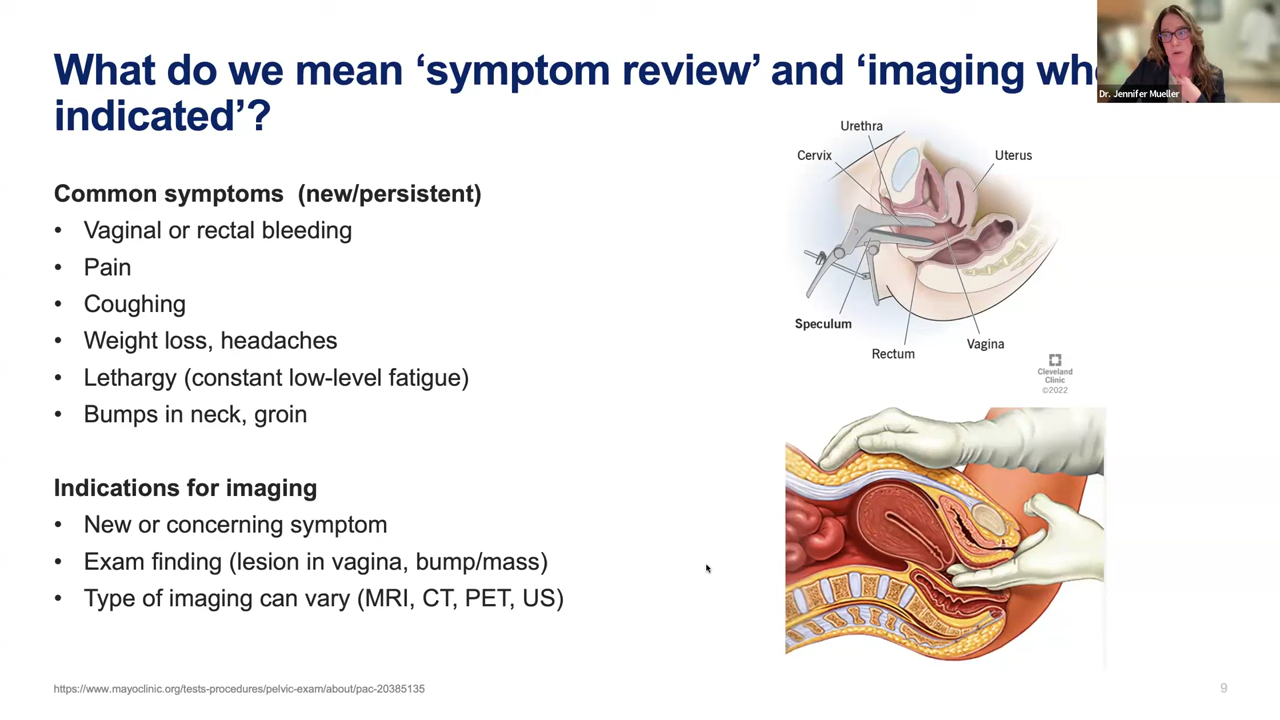 What do we mean ‘symptom review’ and ‘imaging
indicated’?
Dr. Jennifer Mueller
Common symptoms (new/persistent)
• Vaginal or rectal bleeding
• Pain
• Coughing
• Weight loss, headaches
• Lethargy (constant low-level fatigue)
• Bumps in neck, groin
Indications for imaging
• New or concerning symptom
• Exam finding (lesion in vagina, bump/mass)
• Type of imaging can vary (MRI, CT, PET, US)
Urethra
Cervix
Uterus
Speculum
Rectum
Vagina
Cleveland
Clinic
©2022
https://www.mayoclinic.org/tests-procedures/pelvic-exam/about/pac-20385135
9